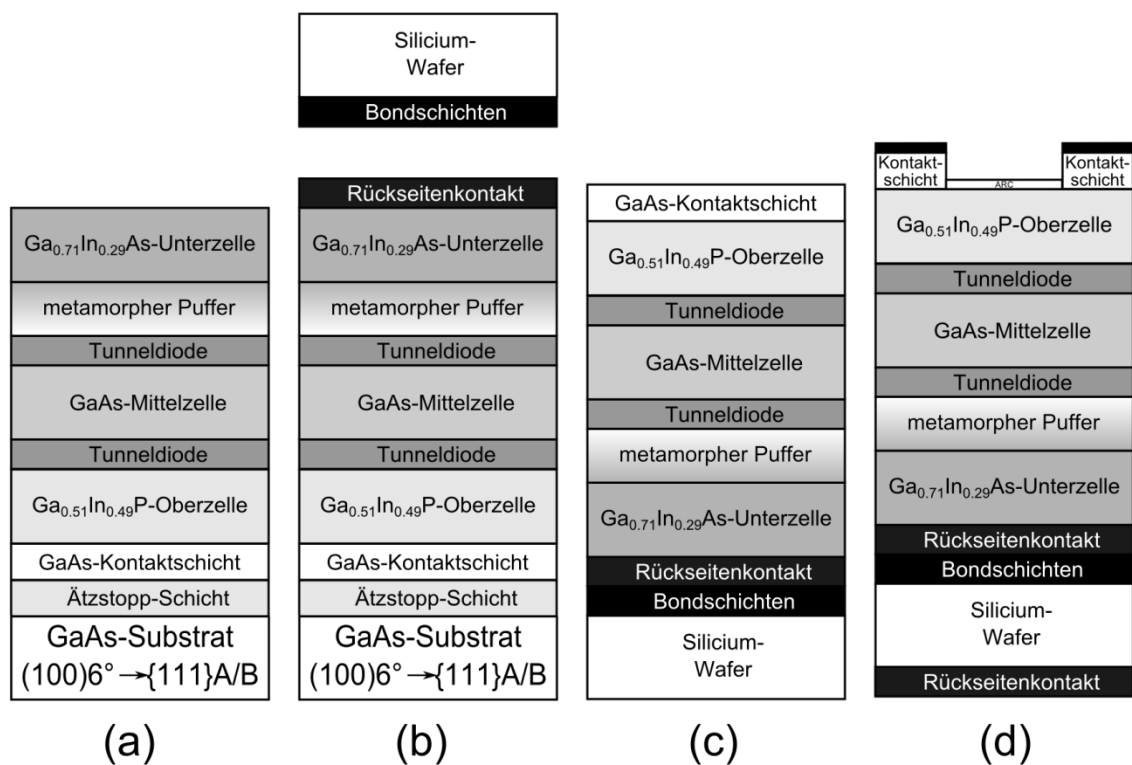 Ga0.71In0.29As-Unterzelle
metamorpher Puffer
Tunneldiode
GaAs-Mittelzelle
Tunneldiode
Ga0.51In0.49P-Oberzelle
GaAs-Kontaktschicht
Ätzstopp-Schicht
GaAs-Substrat
(100)6° →{111}A/B
(a)
Silicium-
Wafer
Bondschichten
Rückseitenkontakt
Ga0.71In0.29As-Unterzelle
metamorpher Puffer
Tunneldiode
GaAs-Mittelzelle
Tunneldiode
Ga0.51In0.49P-Oberzelle
GaAs-Kontaktschicht
Ätzstopp-Schicht
GaAs-Substrat
(100)6° →{111}A/B
(b)
GaAs-Kontaktschicht
Ga0.51In0.49P-Oberzelle
Tunneldiode
GaAs-Mittelzelle
Tunneldiode
metamorpher Puffer
Ga0.71In0.29As-Unterzelle
Rückseitenkontakt
Bondschichten
Silicium-
Wafer
(c)
Kontakt-
schicht
ARC
Kontakt-
schicht
Ga0.51In0.49P-Oberzelle
Tunneldiode
GaAs-Mittelzelle
Tunneldiode
metamorpher Puffer
Ga0.71In0.29As-Unterzelle
Rückseitenkontakt
Bondschichten
Silicium-
Wafer
Rückseitenkontakt
(d)